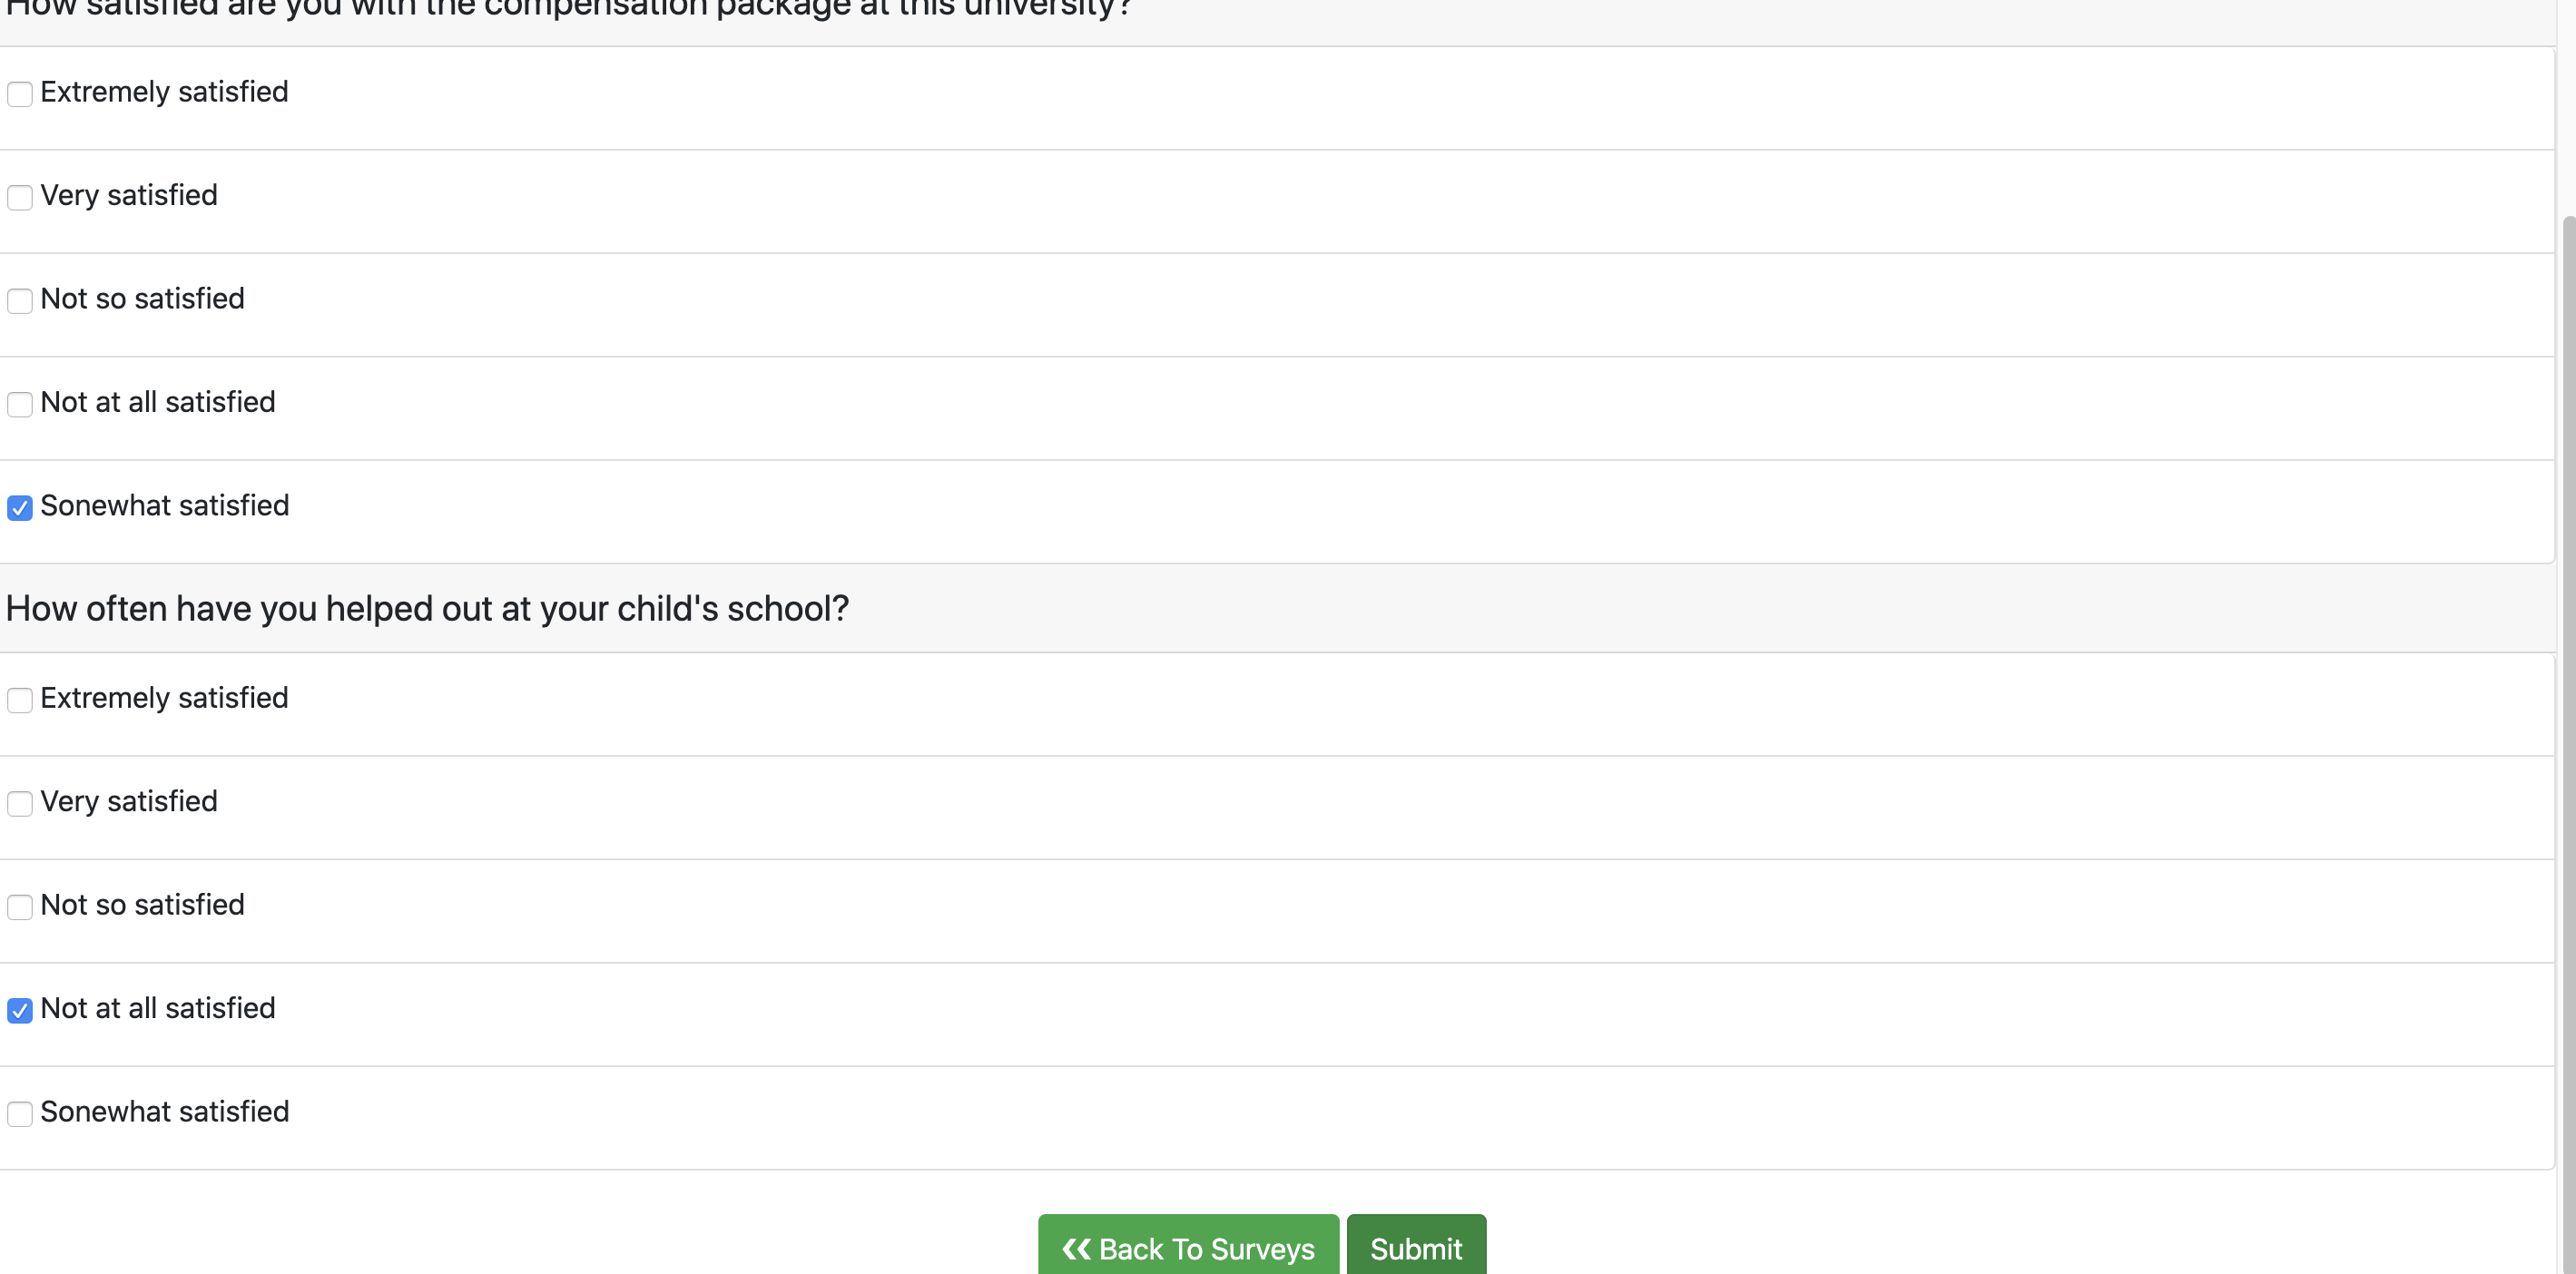 How satisfied are you with the compensation package at this university?
Extremely satisfied
Very satisfied
Not so satisfied
Not at all satisfied
Sonewhat satisfied
How often have you helped out at your child's school?
Extremely satisfied
Very satisfied
Not so satisfied
Not at all satisfied
Sonewhat satisfied
Back To Surveys Submit